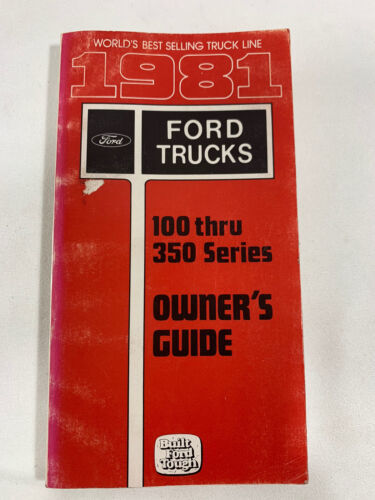 WORLD'S BEST SELLING TRUCK LINE
1981
Ford
FORD
TRUCKS
100 thru
350 Series
OWNER'S
GUIDE
Built
Ford
Tough